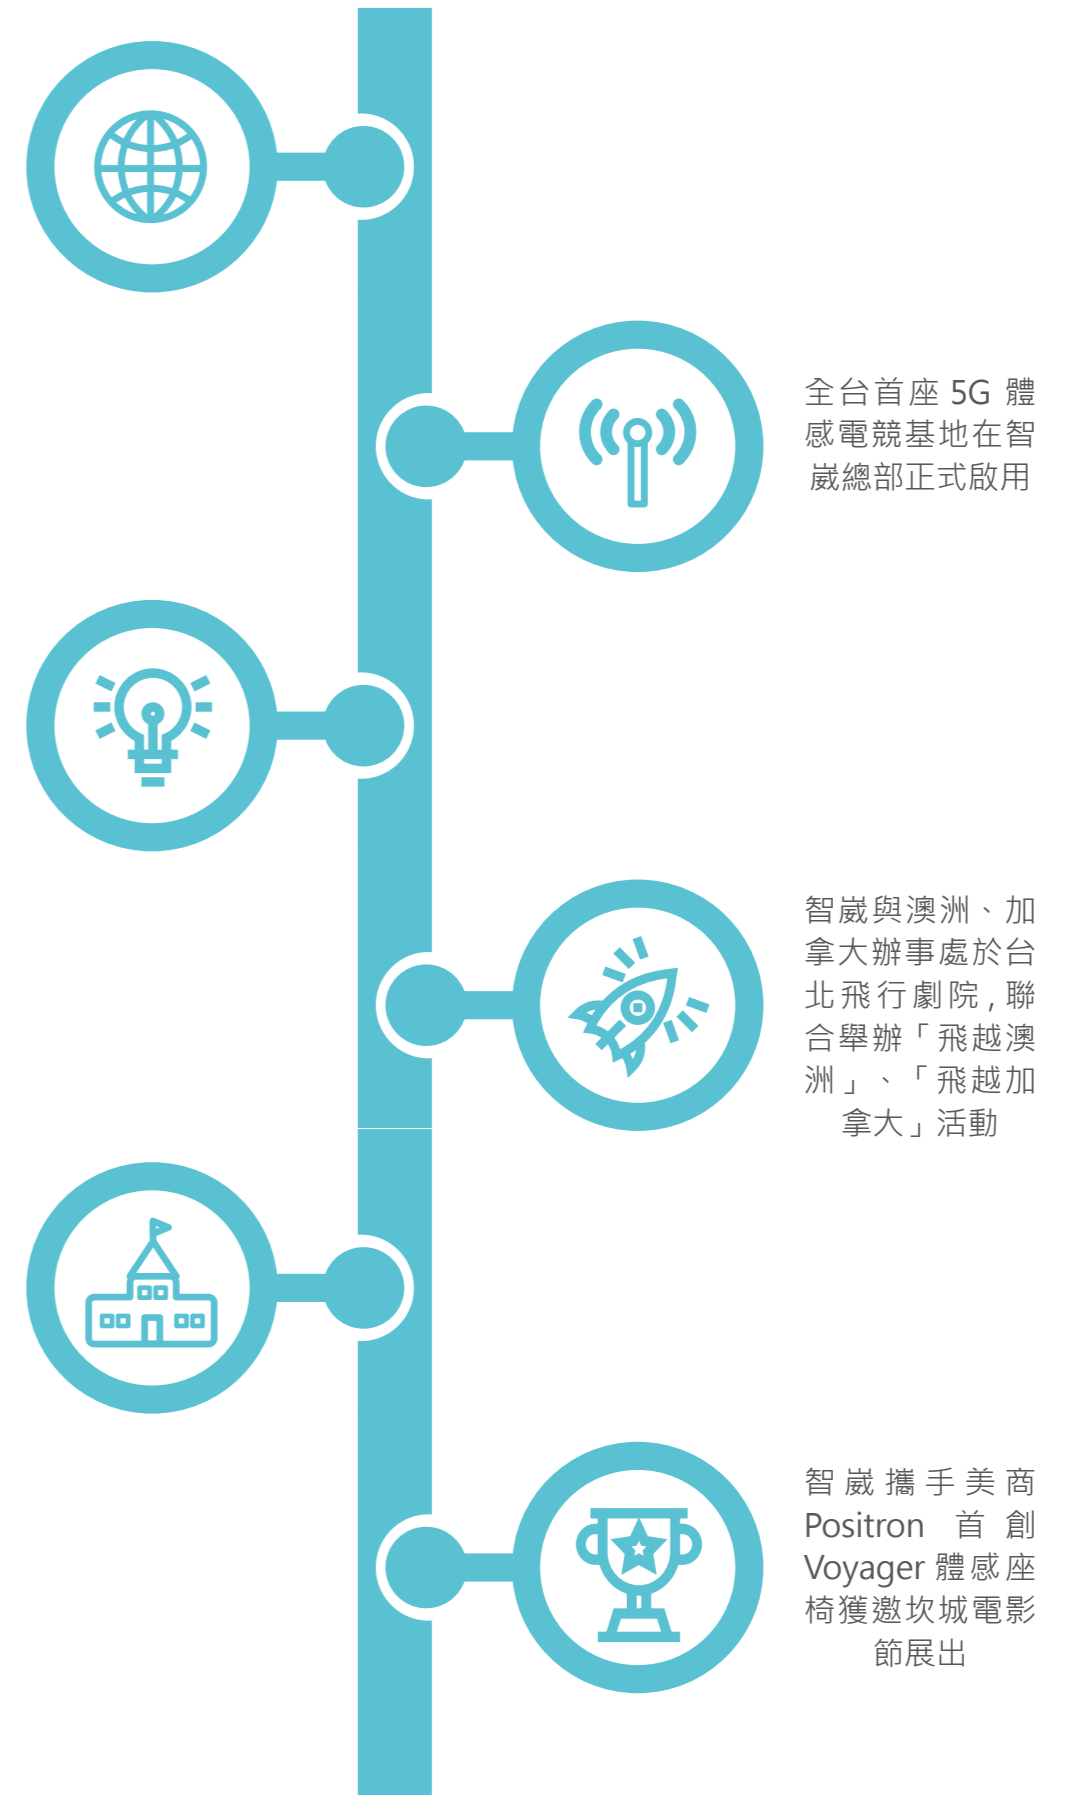 全台首座 5G 體
感電競基地在智
崴總部正式啟用
智崴與澳洲、加
拿大辦事處於台
北飛行劇院,聯
合舉辦「飛越澳
洲」、「飛越加
拿大」活動
智崴攜手美商
Positron 首創
Voyager 體感座
椅獲邀坎城電影
節展出